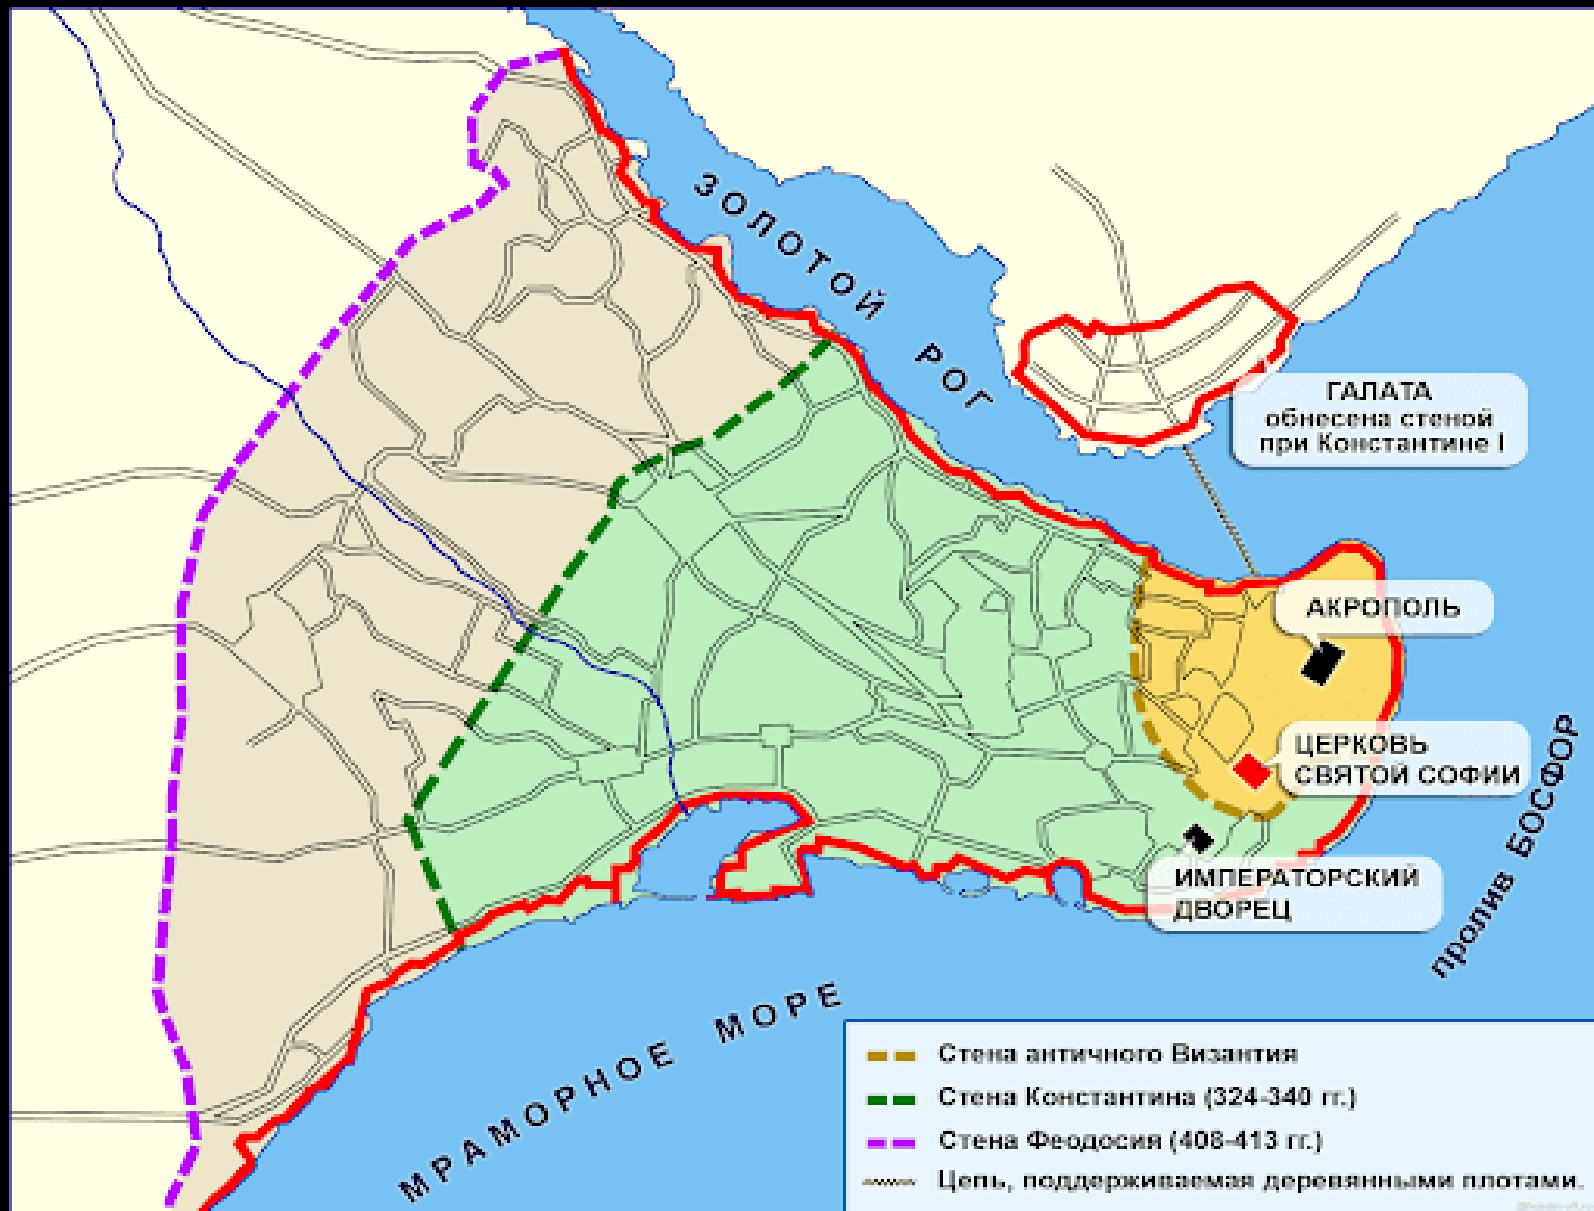 ЗОЛОТОЙ РОГ
ГАЛАТА
обнесена стеной
при Константине I
АКРОПОЛЬ
ЦЕРКОВЬ
СВЯТОЙ СОФИИ
пролив БОСФОР
ИМПЕРАТОРСКИЙ
ДВОРЕЦ
МРАМОРНОЕ МОРЕ
Стена античного Византия
Стена Константина (324-340 гг.)
Стена Феодосия (408-413 гг.)
Цепь, поддерживаемая деревянными плотами.